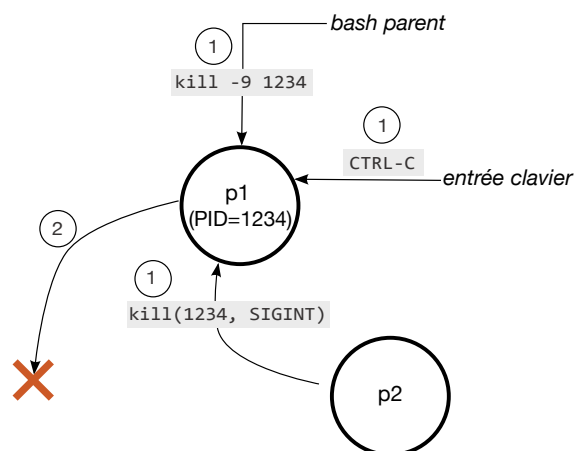 bash parent
1
kill -9 1234
1
CTRL-C
entrée clavier
p1
(PID=1234)
2
1
kill(1234, SIGINT)
p2